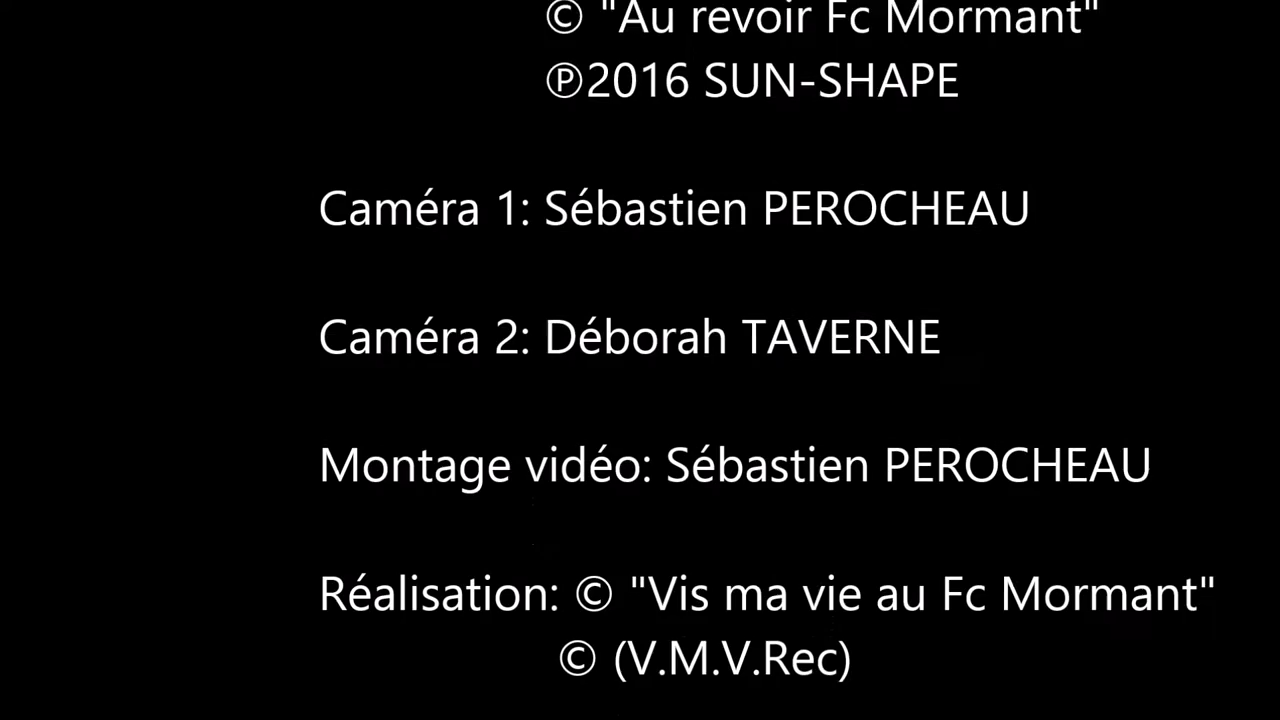 © "Au revoir Fc Mormant"
℗2016 SUN-SHAPE
Caméra 1: Sébastien PEROCHEAU
Caméra 2: Déborah TAVERNE
Montage vidéo: Sébastien PEROCHEAU
Réalisation: © "Vis ma vie au Fc Mormant"
© (V.M.V.Rec)